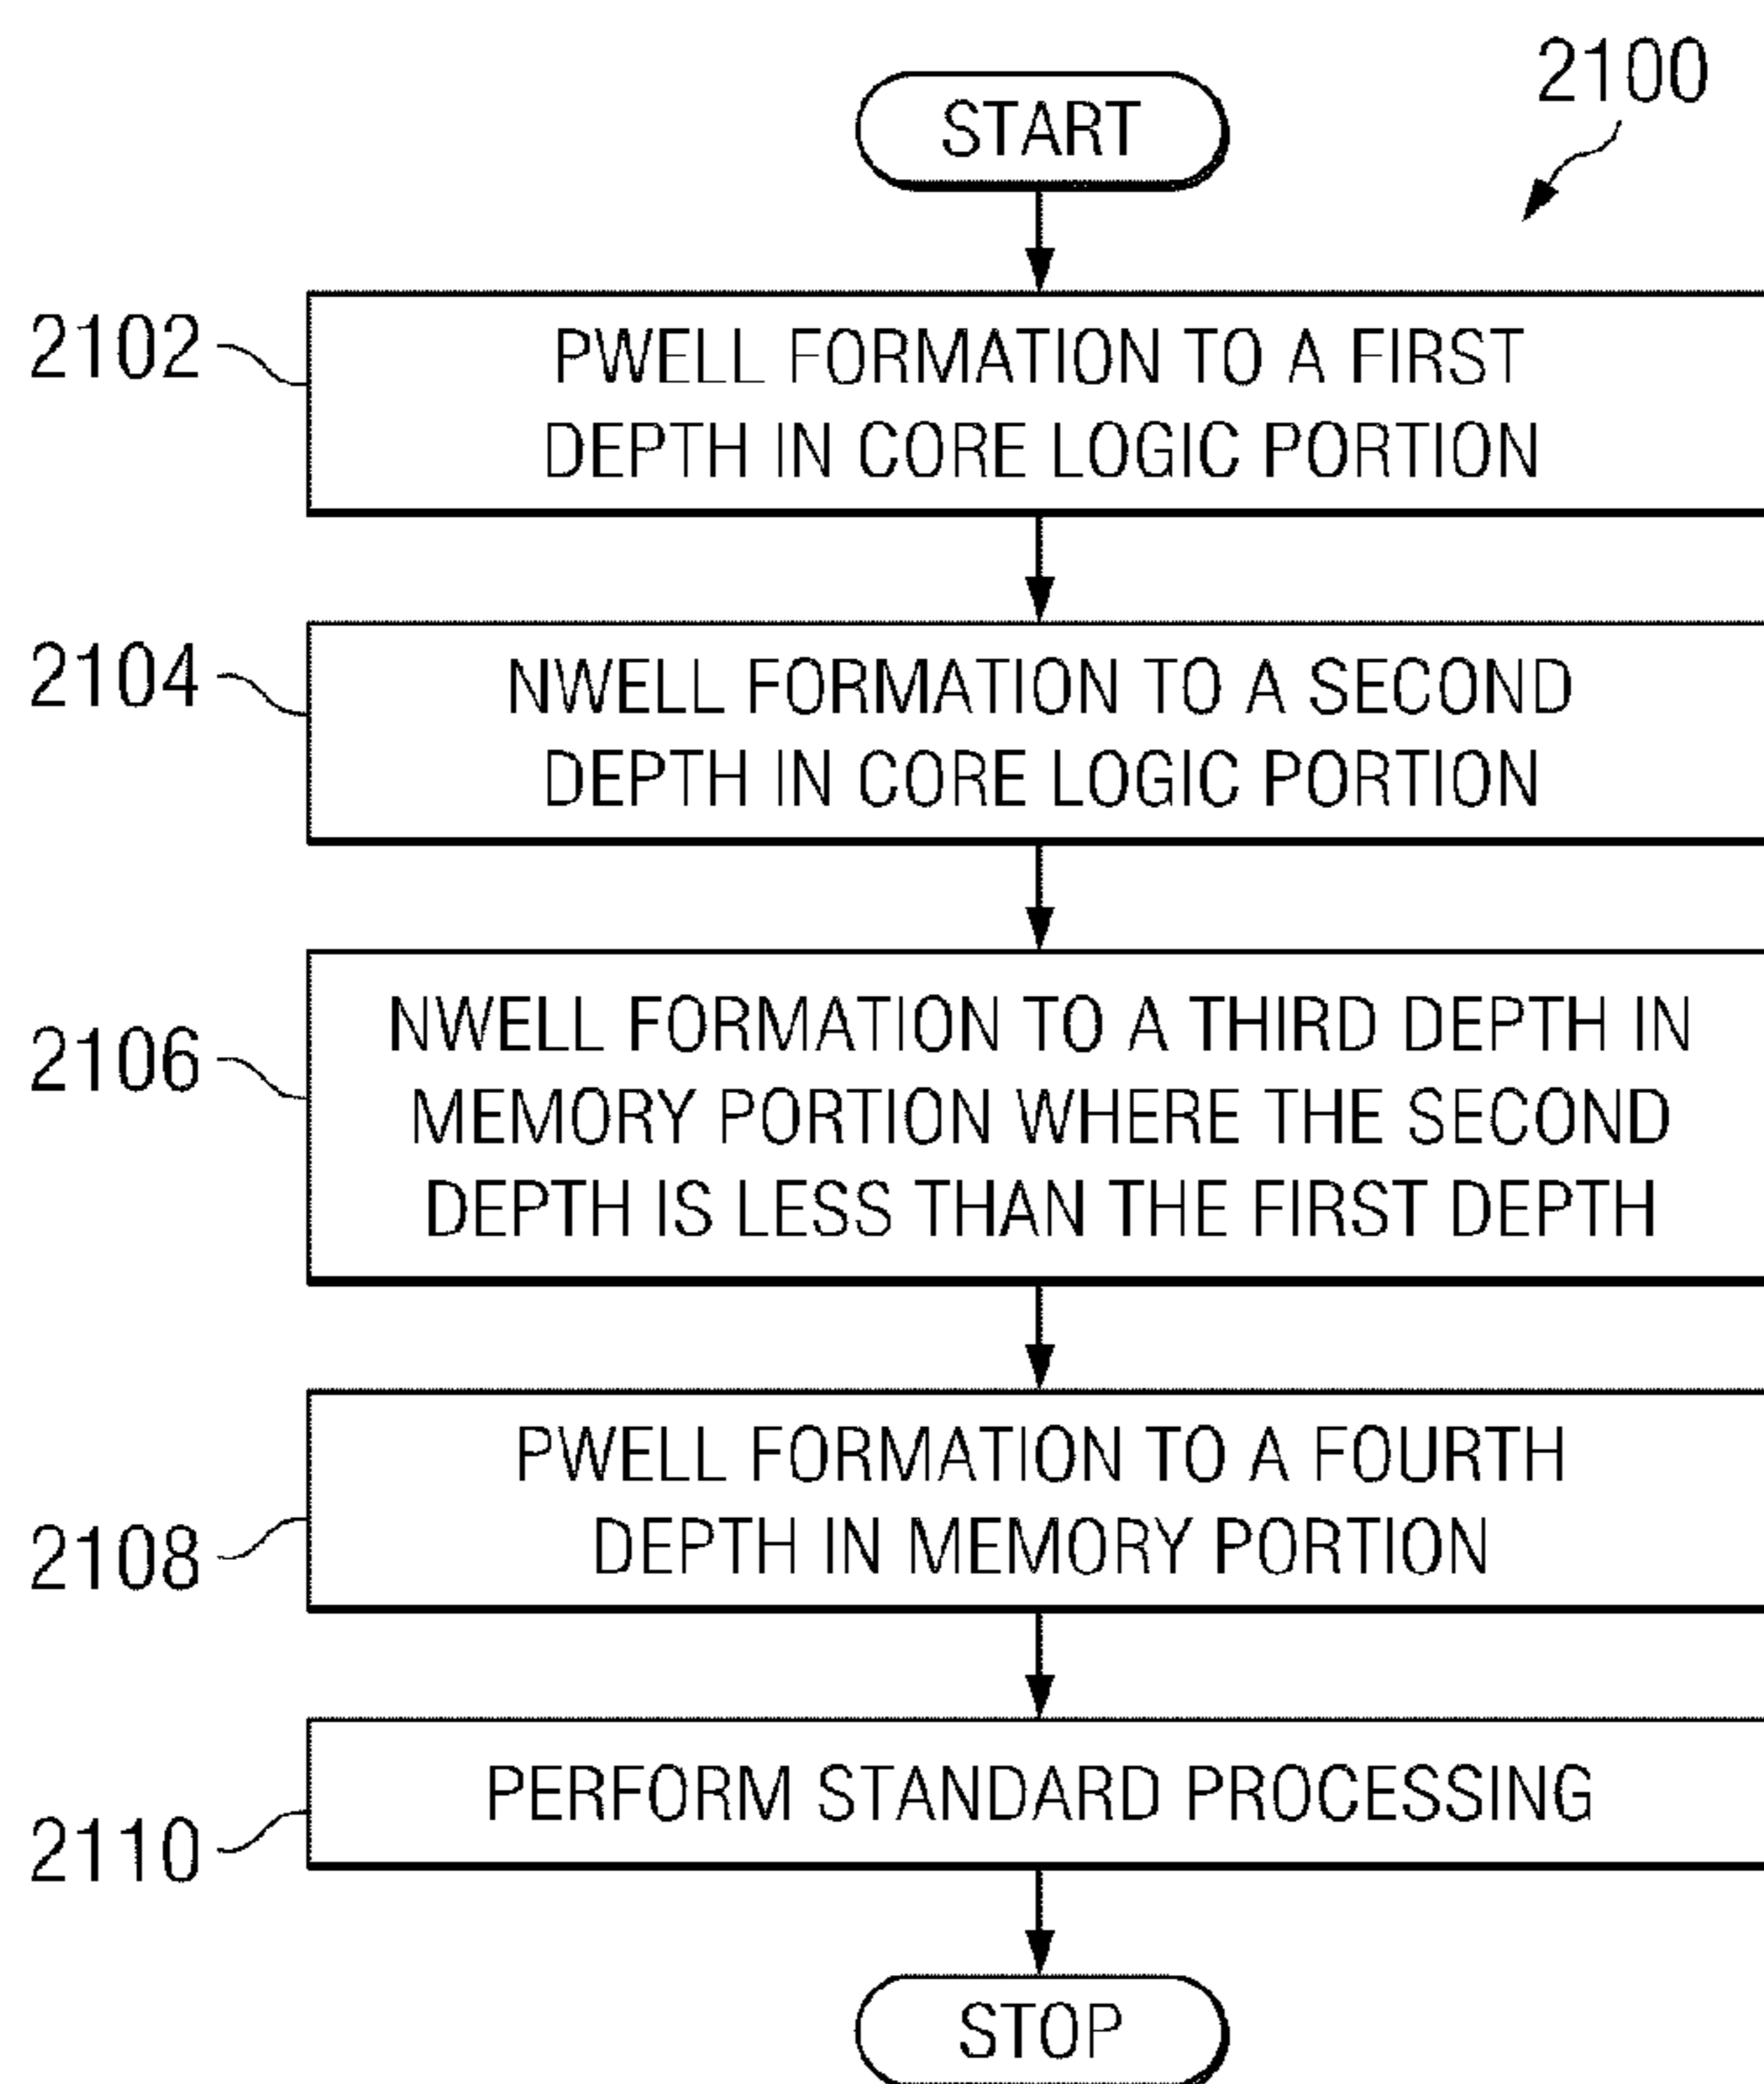 2100
START
2102
PWELL FORMATION TO A FIRST
DEPTH IN CORE LOGIC PORTION
2104
NWELL FORMATION TO A SECOND
DEPTH IN CORE LOGIC PORTION
2106
NWELL FORMATION TO A THIRD DEPTH IN
MEMORY PORTION WHERE THE SECOND
DEPTH IS LESS THAN THE FIRST DEPTH
2108
PWELL FORMATION TO A FOURTH
DEPTH IN MEMORY PORTION
2110
PERFORM STANDARD PROCESSING
STOP